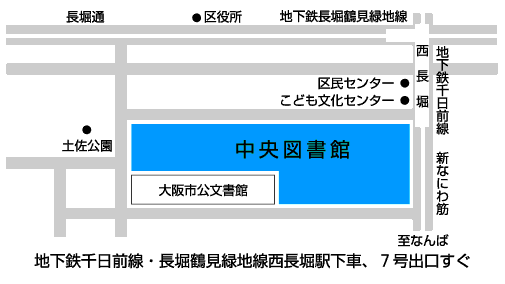 長堀通
●区役所
地下鉄長堀鶴見緑地線
西長堀
地下鉄千日前線 新なにわ筋
区民センター ●
こども文化センター ●
●
土佐公園
中央図書館
大阪市公文書館
至なんば
地下鉄千日前線・長堀鶴見緑地線西長堀駅下車、7号出口すぐ